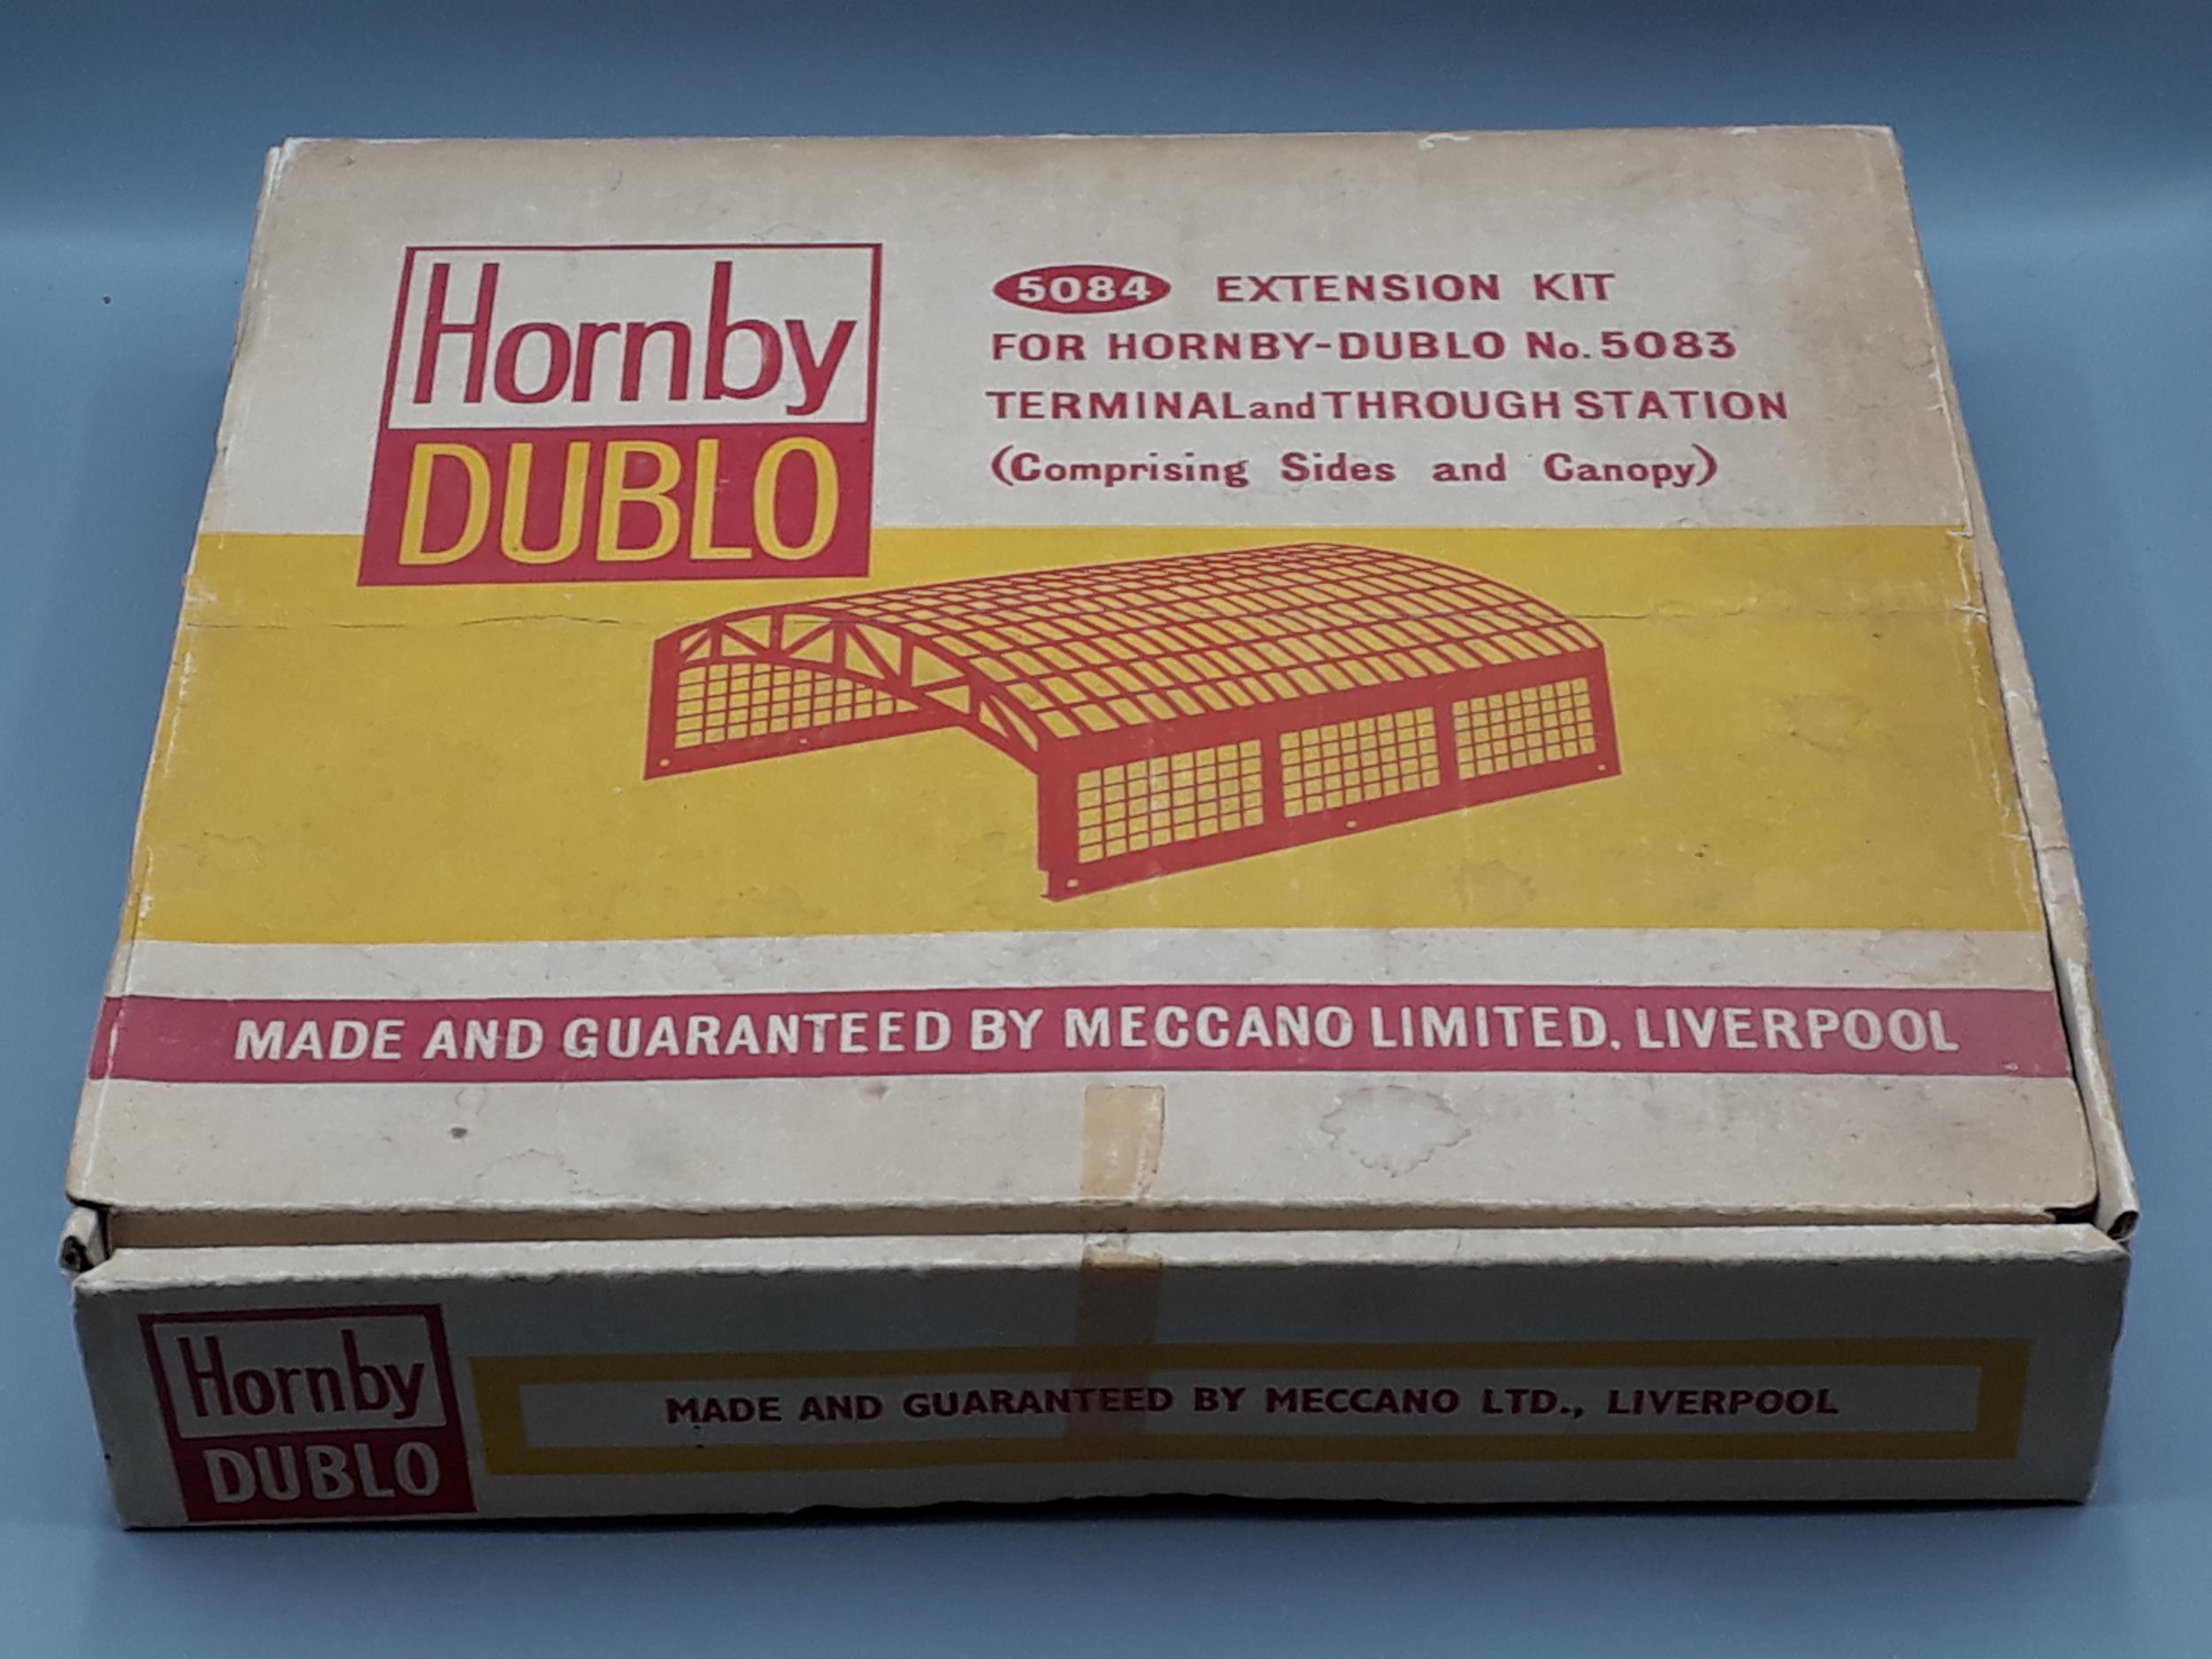 Hornby
DUBLO
5084 EXTENSION KIT
FOR HORNBY-DUBLO No. 5083
TERMINAL and THROUGH STATION
(Comprising Sides and Canopy)
MADE AND GUARANTEED BY MECCANO LIMITED. LIVERPOOL
Hornby
DUBLO
MADE AND GUARANTEED BY MECCANO LTD., LIVERPOOL